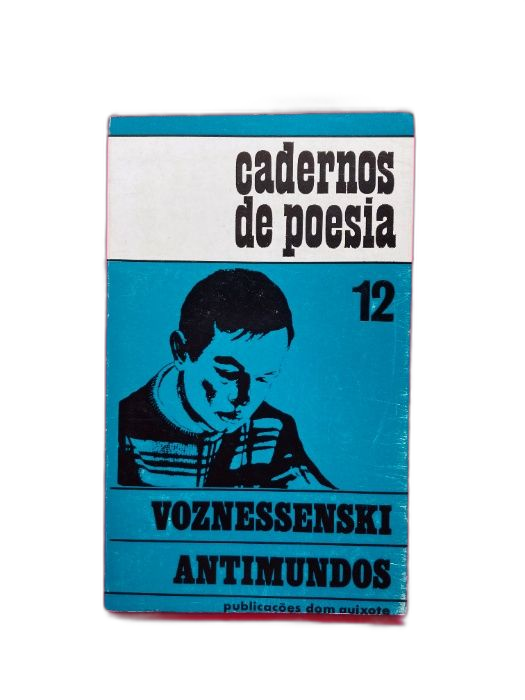 cadernos
de poesia
12
VOZNESSENSKI
ANTIMUNDOS
publicações dom quixote